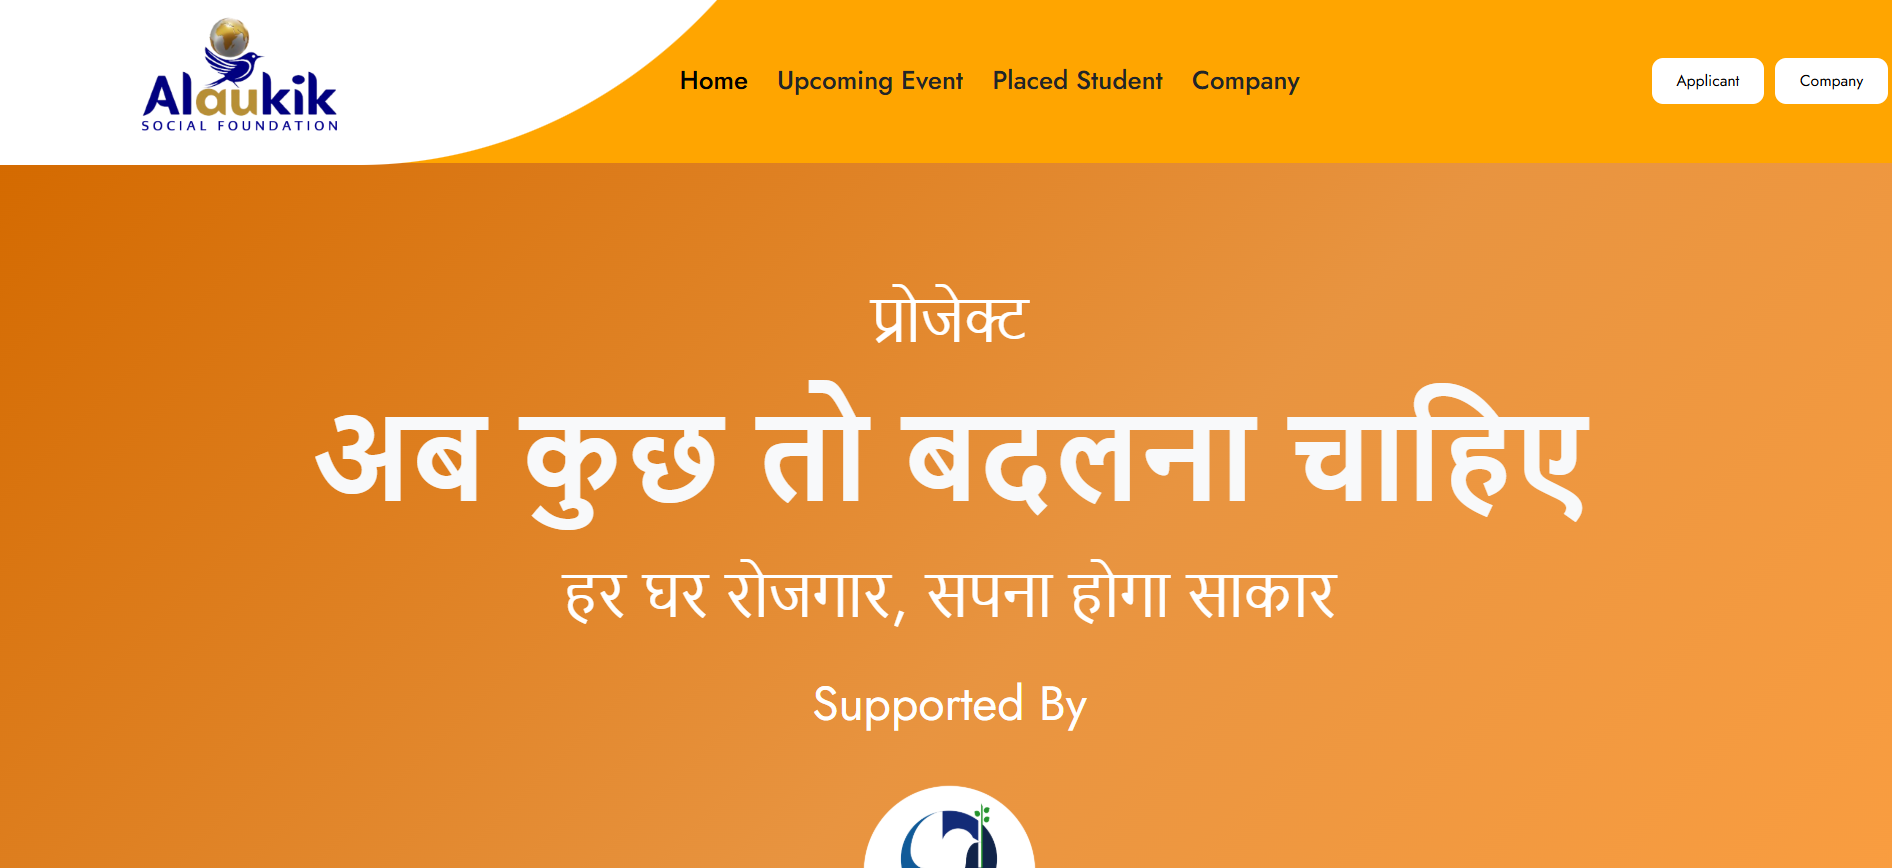 Alaukik
SOCIAL FOUNDATION
Home Upcoming Event Placed Student Company
Applicant Company
प्रोजेक्ट
अब कुछ तो बदलना चाहिए
हर घर रोजगार, सपना होगा साकार
Supported By